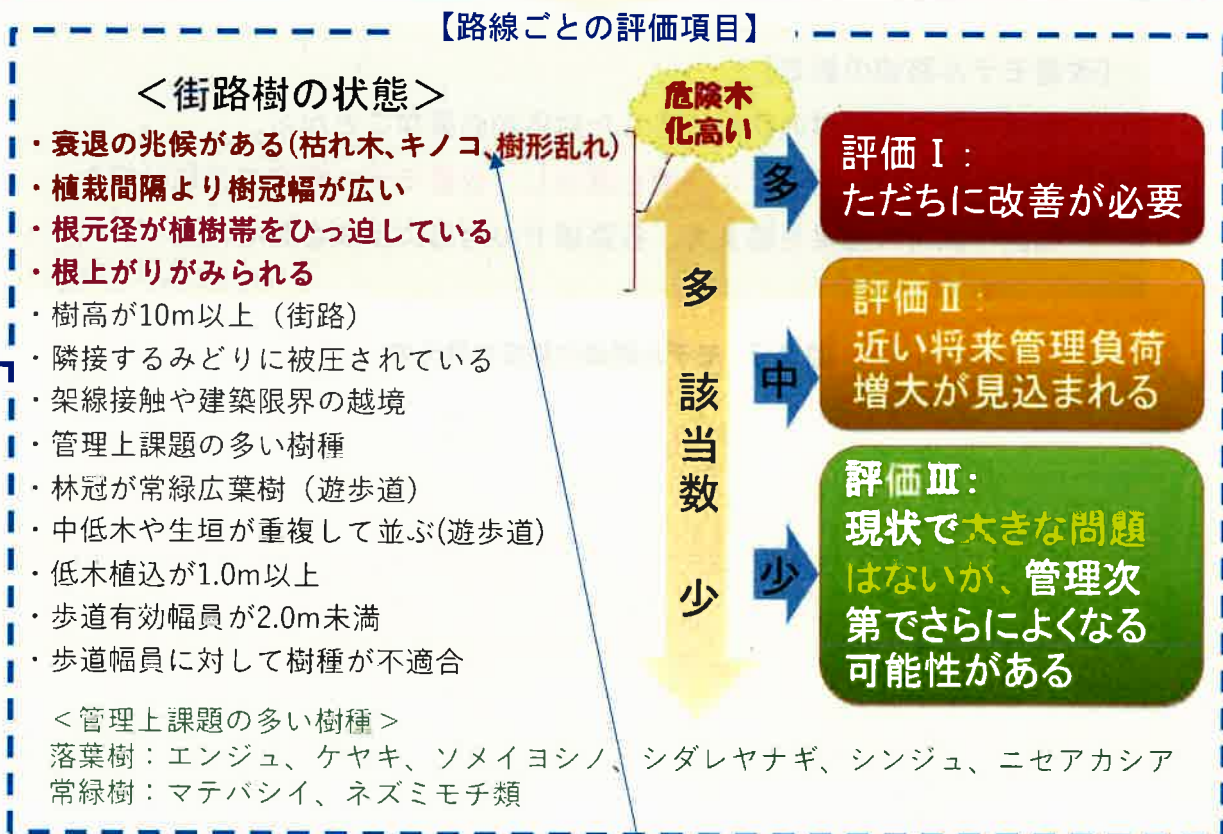 【路線ごとの評価項目】
＜街路樹の状態＞
・衰退の兆候がある(枯れ木、キノコ、樹形乱れ)
・植栽間隔より樹冠幅が広い
・根元径が植樹帯をひっ迫している
・根上がりがみられる
・樹高が10m以上（街路）
・隣接するみどりに被圧されている
・架線接触や建築限界の越境
・管理上課題の多い樹種
・林冠が常緑広葉樹（遊歩道）
・中低木や生垣が重複して並ぶ(遊歩道)
・低木植込が1.0m以上
・歩道有効幅員が2.0m未満
・歩道幅員に対して樹種が不適合
危険木
化高い
多
該
当
数
少
多
評価Ⅰ：
ただちに改善が必要
中
評価Ⅱ：
近い将来管理負荷
増大が見込まれる
少
評価Ⅲ：
現状で大きな問題
はないが、管理次
第でさらによくなる
可能性がある
＜管理上課題の多い樹種＞
落葉樹：エンジュ、ケヤキ、ソメイヨシノ、シダレヤナギ、シンジュ、ニセアカシア
常緑樹：マテバシイ、ネズミモチ類